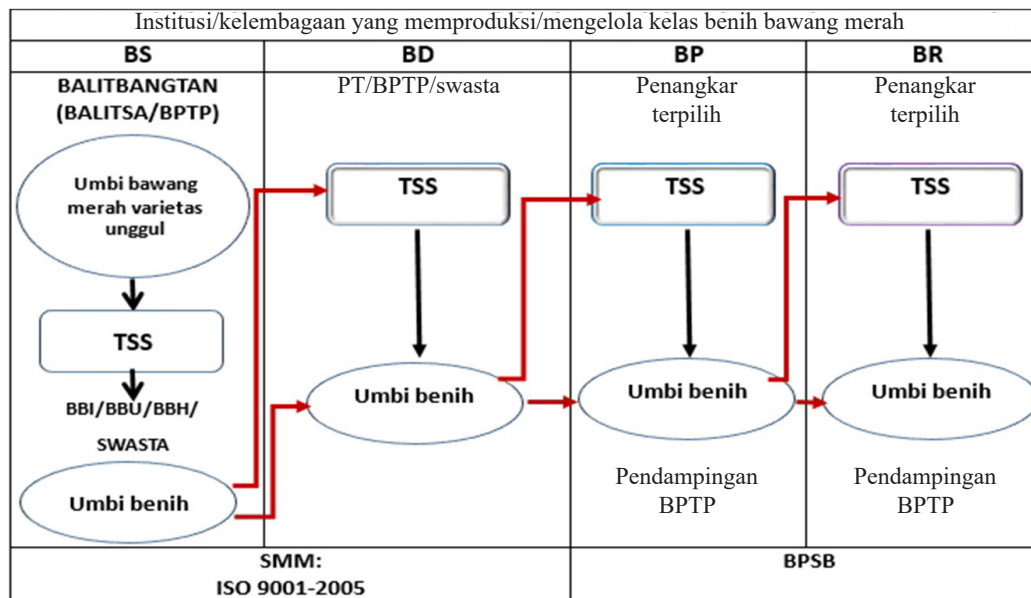 Institusi/kelembagaan yang memproduksi/mengelola kelas benih bawang merah
BS
BD
BP
BR
BALITBANGTAN
(BALITSA/BPTP)
PT/BPTP/swasta
Penangkar
terpilih
Penangkar
terpilih
Umbi bawang
merah varietas
unggul
TSS
TSS
TSS
TSS
BBI/BBU/BBH/
SWASTA
Umbi benih
Umbi benih
Umbi benih
Umbi benih
Pendampingan
BPTP
Pendampingan
BPTP
SMM:
ISO 9001-2005
BPSB